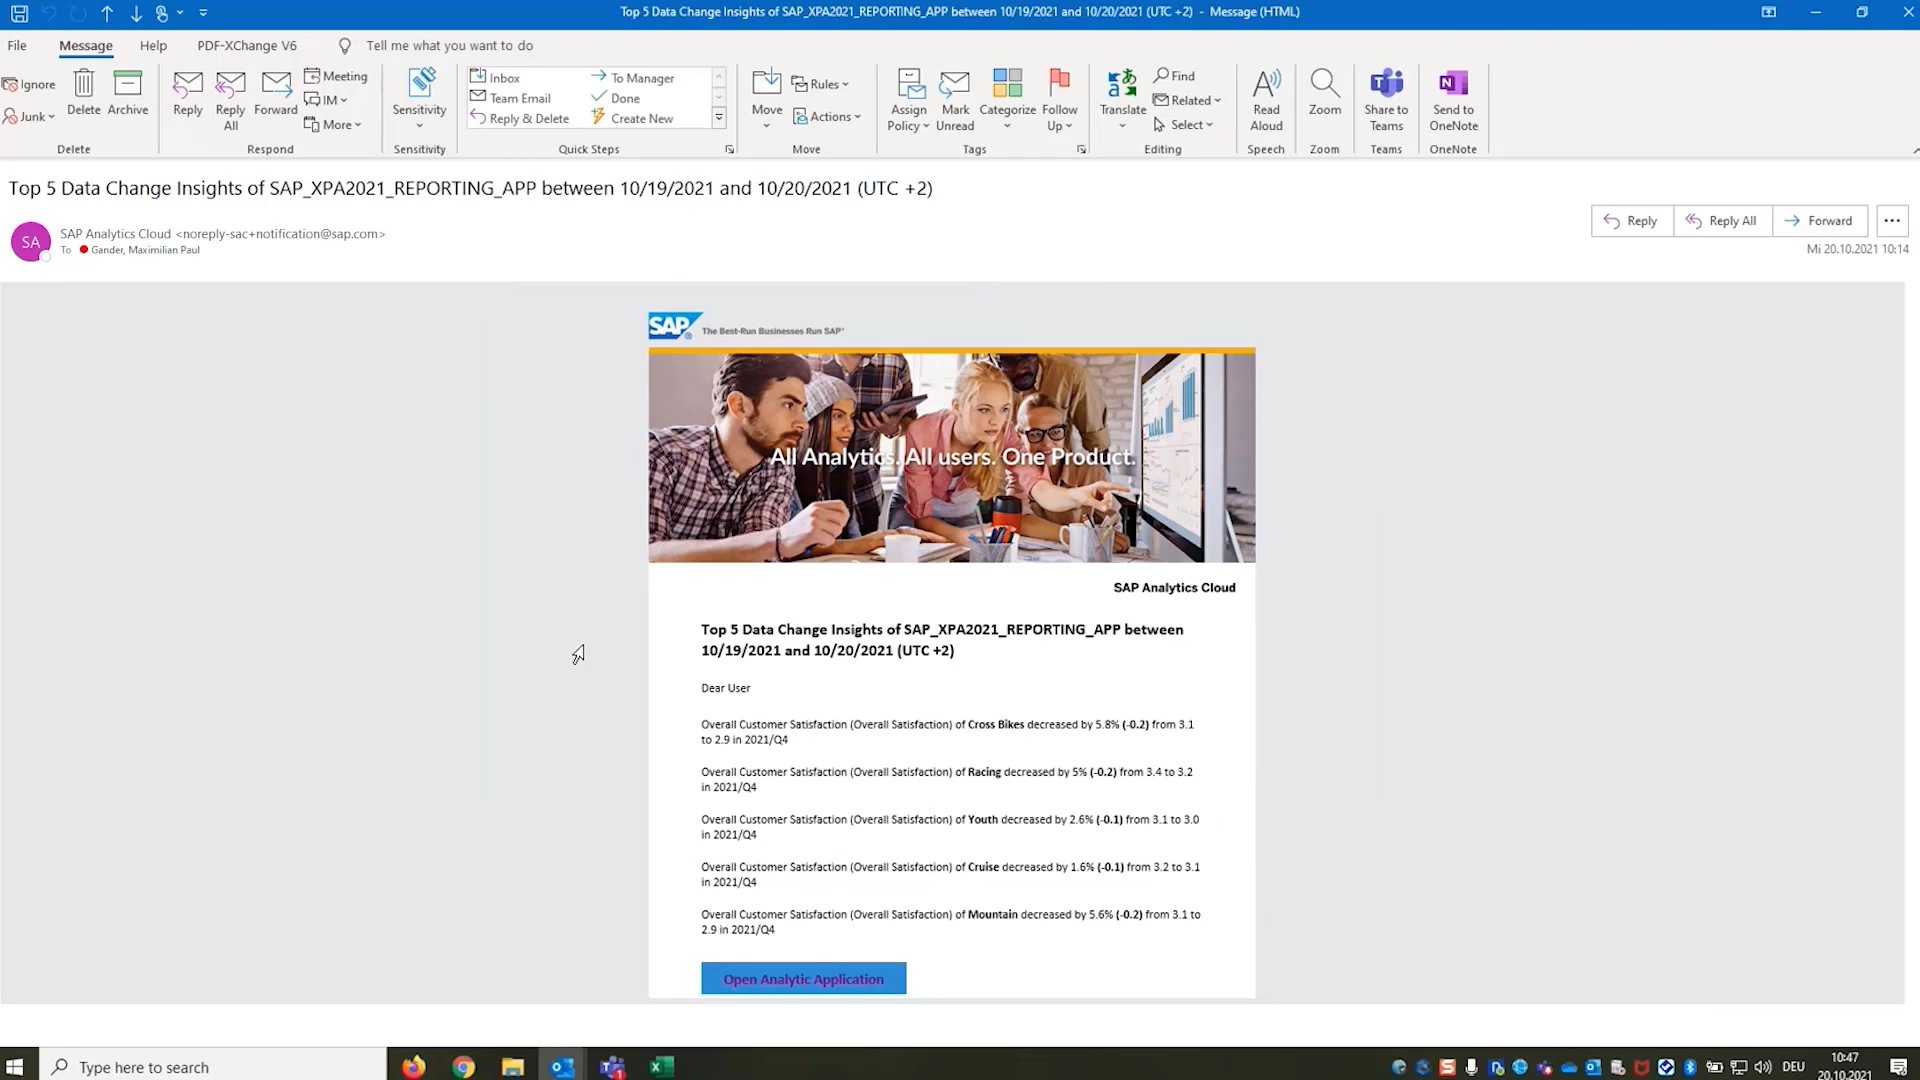 Top 5 Data Change Insights of SAP_XPA2021_REPORTING_APP between 10/19/2021 and 10/20/2021 (UTC +2) - Message (HTML)
File Message Help PDF-XChange V6 Tell me what you want to do
Ignore
Junk
Delete
Archive
Delete
Reply
Reply
All
Forward
Meeting
IM
More
Respond
Sensitivity
Sensitivity
Inbox
Team Email
Reply & Delete
To Manager
Done
Create New
Quick Steps
Move
Rules
Actions
Move
Assign
Policy
Mark
Unread
Categorize
Follow
Up
Tags
Translate
Find
Related
Select
Editing
Read
Aloud
Speech
Zoom
Zoom
Share to
Teams
Teams
Send to
OneNote
OneNote
Top 5 Data Change Insights of SAP_XPA2021_REPORTING_APP between 10/19/2021 and 10/20/2021 (UTC +2)
SA
SAP Analytics Cloud <noreply-sac+notification@sap.com>
To Gander, Maximilian Paul
Reply Reply All Forward
Mi 20.10.2021 10:14
SAP The Best-Run Businesses Run SAP®
All Analytics. All users. One Product.
SAP Analytics Cloud
Top 5 Data Change Insights of SAP_XPA2021_REPORTING_APP between
10/19/2021 and 10/20/2021 (UTC +2)
Dear User
Overall Customer Satisfaction (Overall Satisfaction) of Cross Bikes decreased by 5.8% (-0.2) from 3.1
to 2.9 in 2021/Q4
Overall Customer Satisfaction (Overall Satisfaction) of Racing decreased by 5% (-0.2) from 3.4 to 3.2
in 2021/Q4
Overall Customer Satisfaction (Overall Satisfaction) of Youth decreased by 2.6% (-0.1) from 3.1 to 3.0
in 2021/Q4
Overall Customer Satisfaction (Overall Satisfaction) of Cruise decreased by 1.6% (-0.1) from 3.2 to 3.1
in 2021/Q4
Overall Customer Satisfaction (Overall Satisfaction) of Mountain decreased by 5.6% (-0.2) from 3.1 to
2.9 in 2021/Q4
Open Analytic Application
Type here to search
DEU
10:47
20.10.2021